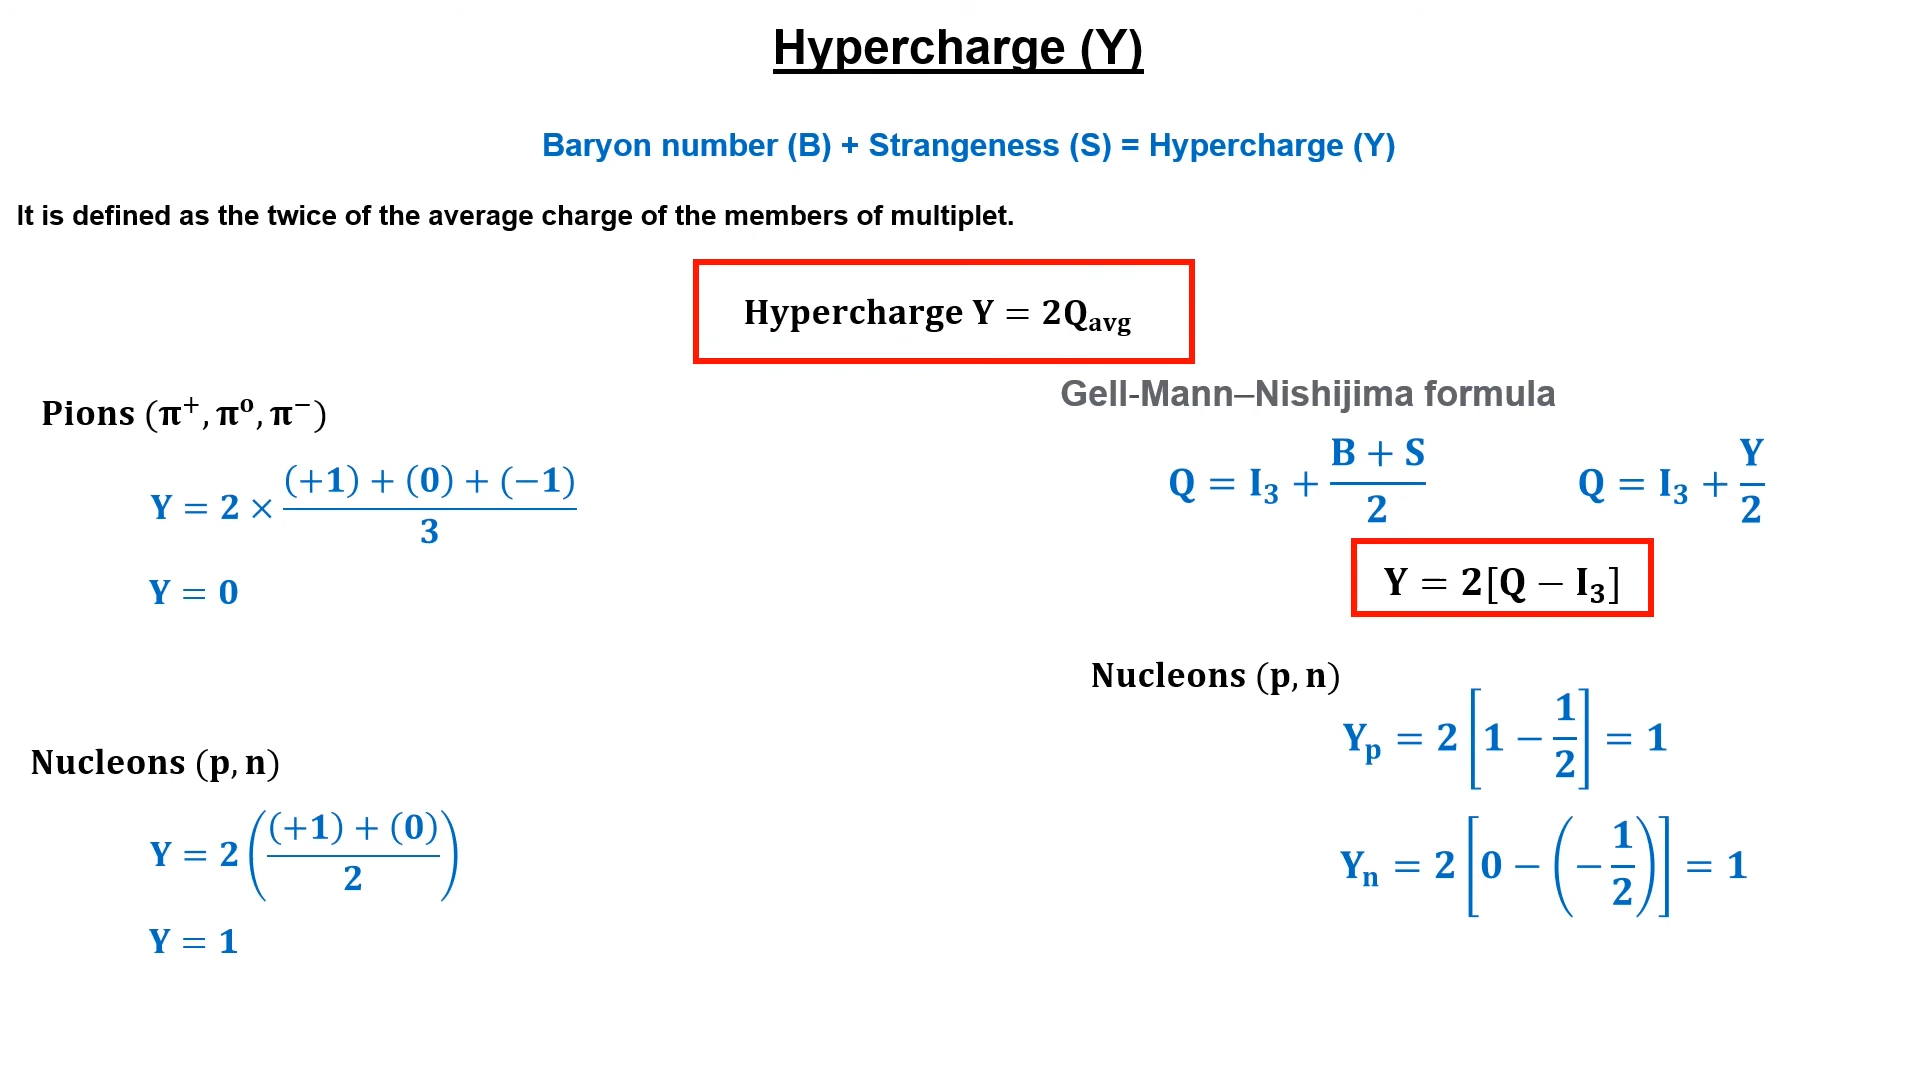 Hypercharge (Y)
Baryon number (B) + Strangeness (S) = Hypercharge (Y)
It is defined as the twice of the average charge of the members of multiplet.
Hypercharge Y = 2Q_avg
Pions (π⁺, π⁰, π⁻)
Y = 2 × ((+1) + (0) + (−1))/3
Y = 0
Nucleons (p, n)
Y = 2 (((+1) + (0))/2)
Y = 1
Gell-Mann–Nishijima formula
Q = I₃ + (B + S)/2 Q = I₃ + Y/2
Y = 2[Q − I₃]
Nucleons (p, n)
Y_p = 2 [1 − 1/2] = 1
Y_n = 2 [0 − (−1/2)] = 1